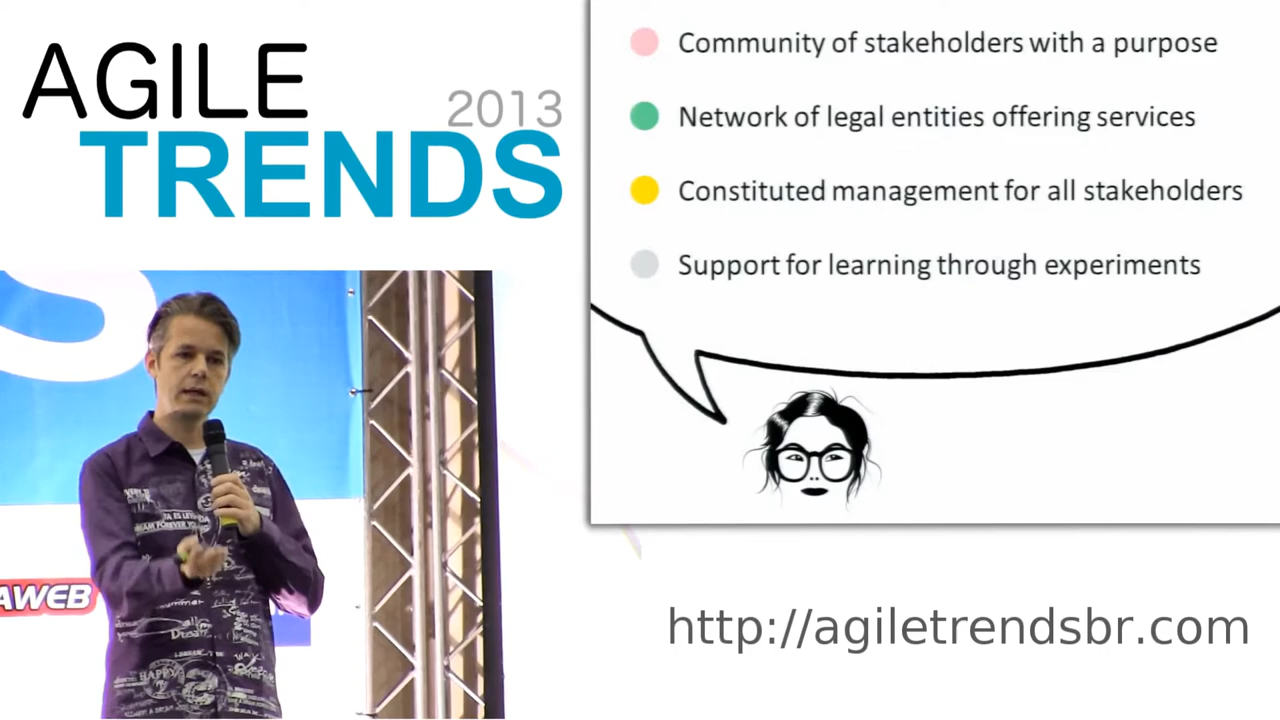 AGILE
2013
TRENDS
Community of stakeholders with a purpose
Network of legal entities offering services
Constituted management for all stakeholders
Support for learning through experiments
S
AWEB
HAPPY
http://agiletrendsbr.com